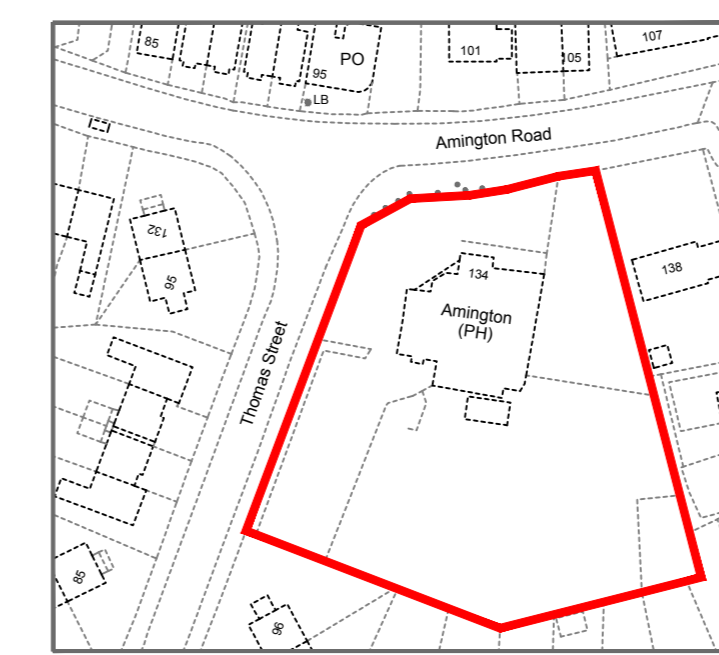 85
PO
95
101
05
107
LB
Amington Road
132
95
134
138
Amington
(PH)
Thomas Street
85
96